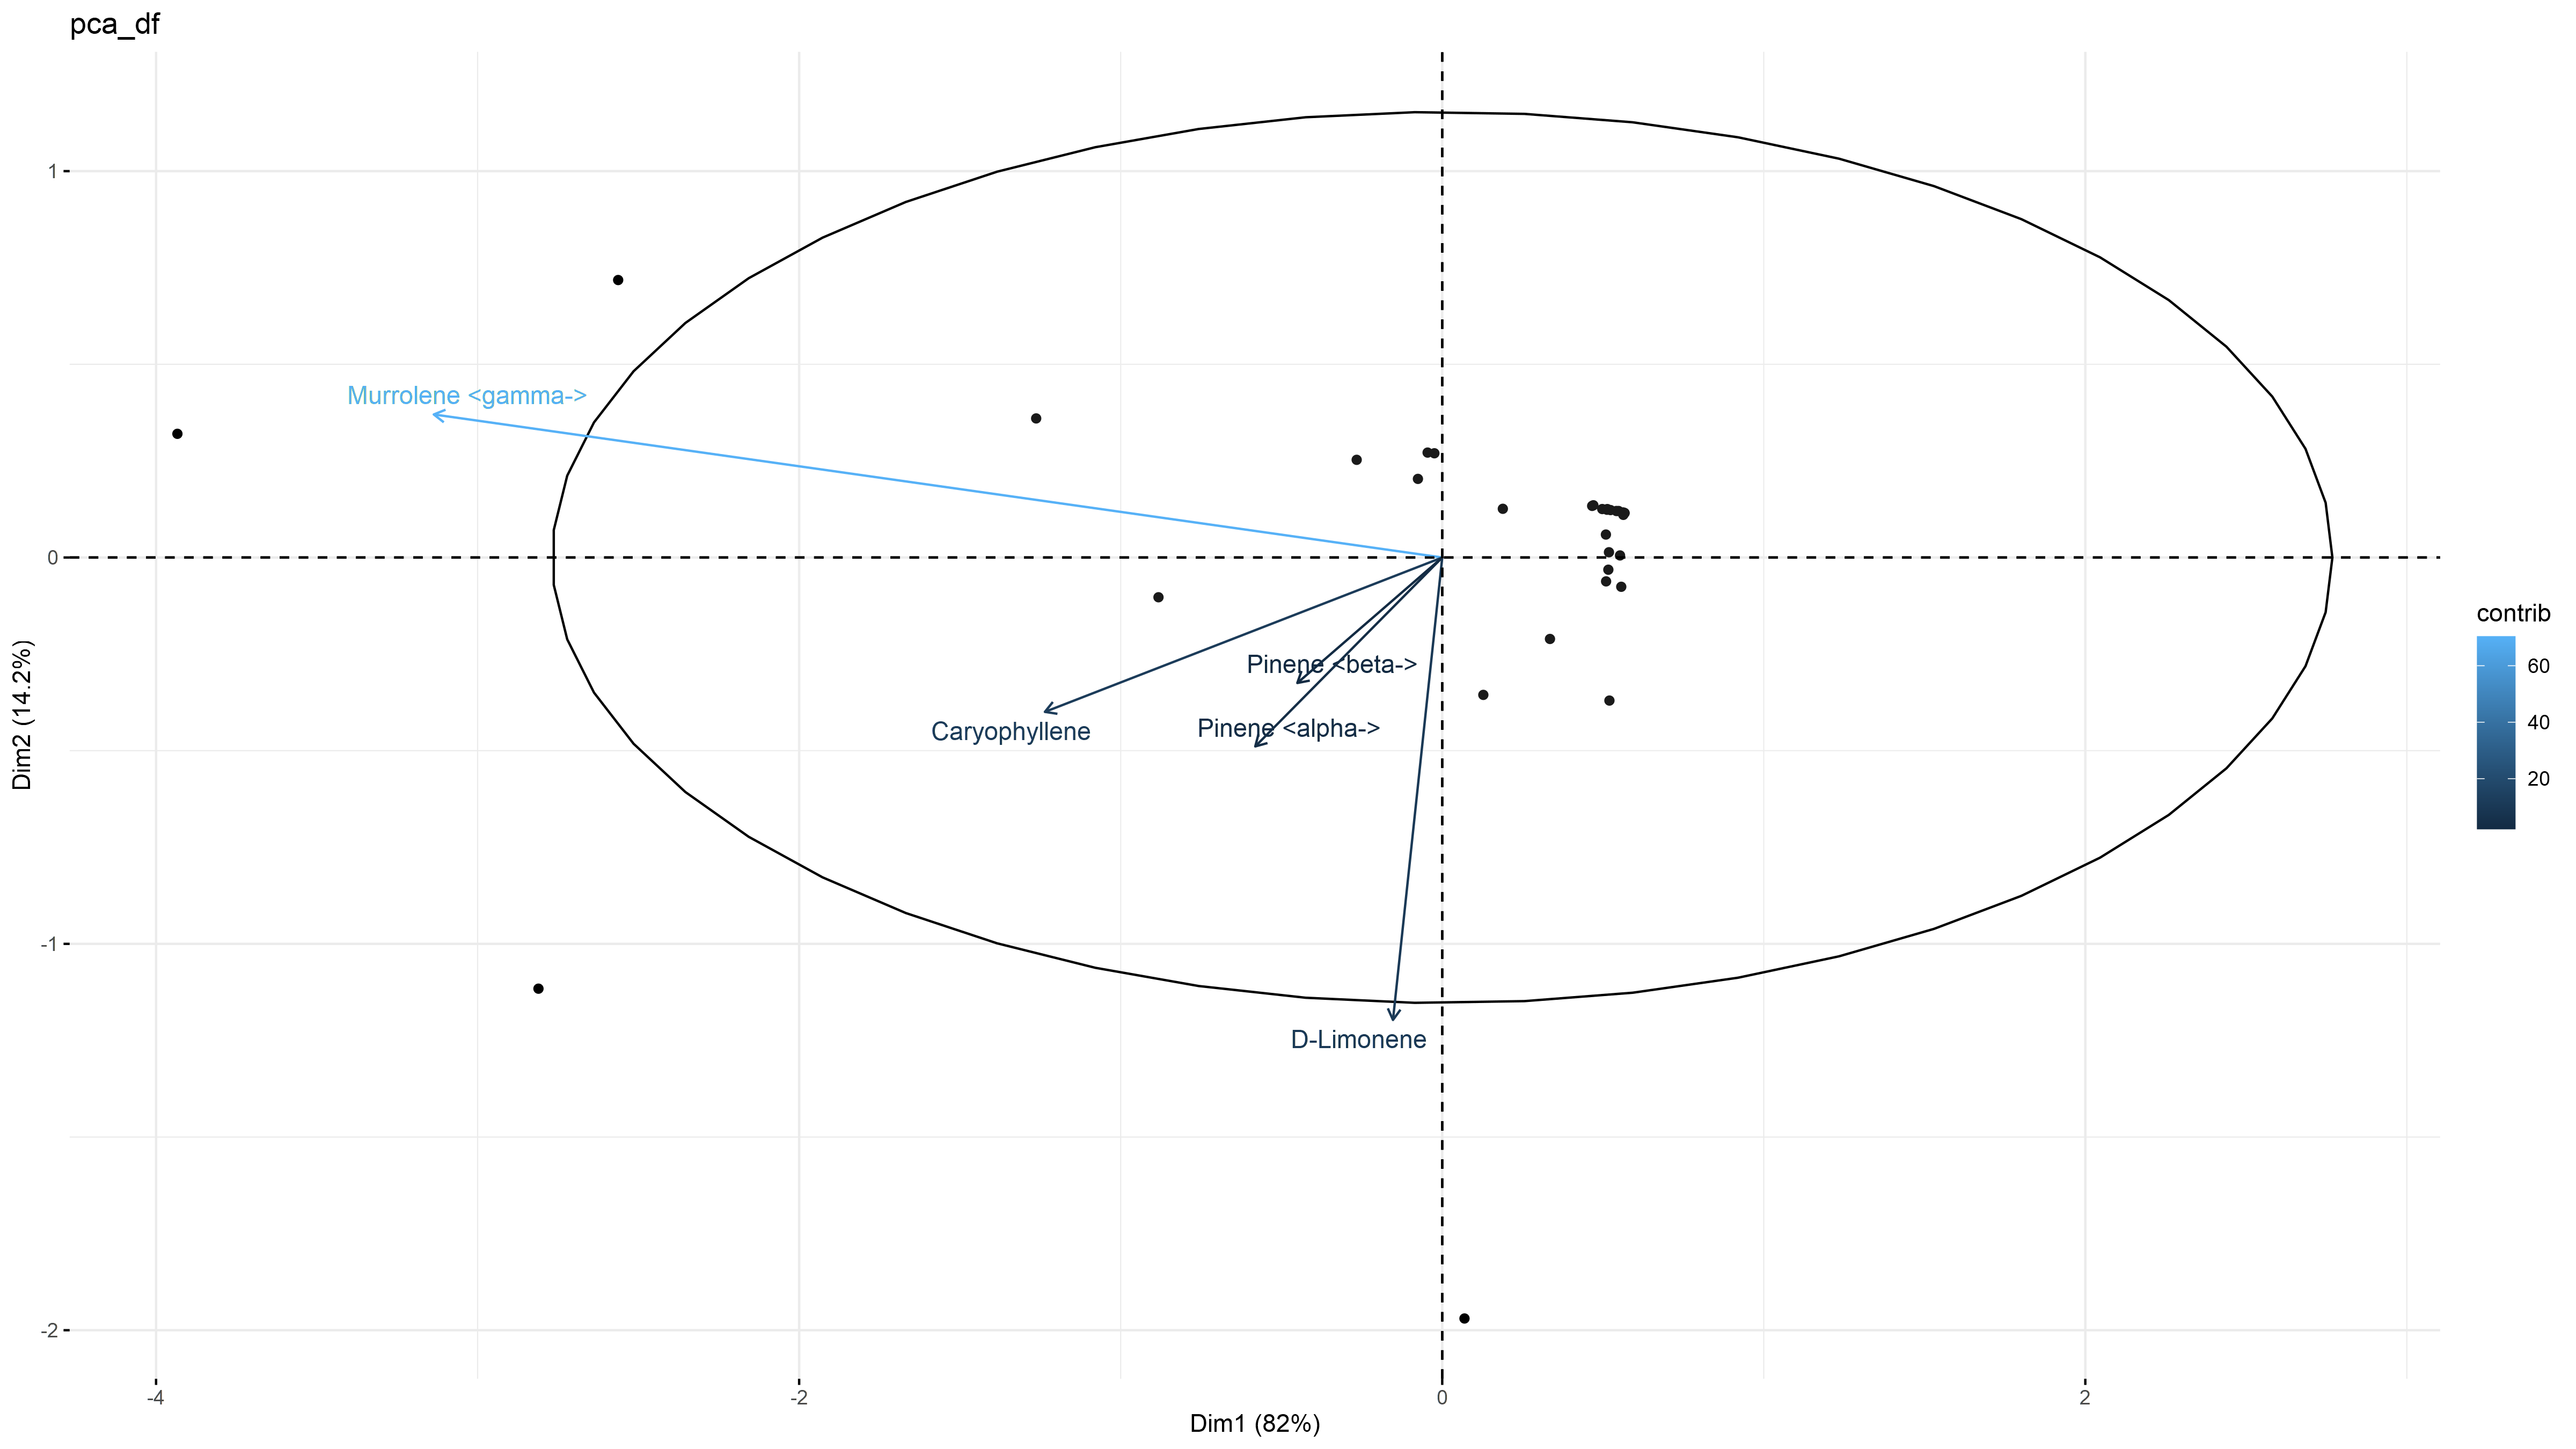 pca_df
1
0
-1
-2
Dim2 (14.2%)
Murrolene <gamma->
Pinene <beta->
Caryophyllene
Pinene <alpha->
D-Limonene
contrib
60
40
20
-4
-2
0
2
Dim1 (82%)